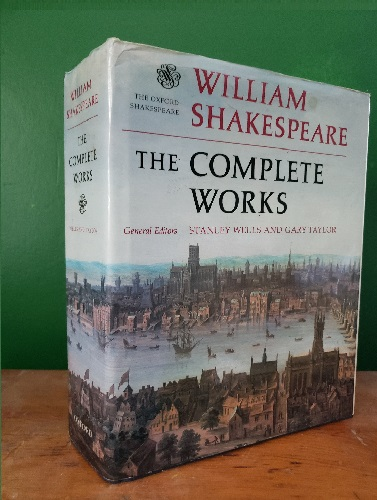 WILLIAM
SHAKESPEARE
THE
COMPLETE
WORKS
THE OXFORD
SHAKESPEARE
WILLIAM
SHAKESPEARE
THE COMPLETE
WORKS
General Editors STANLEY WELLS AND GARY TAYLOR